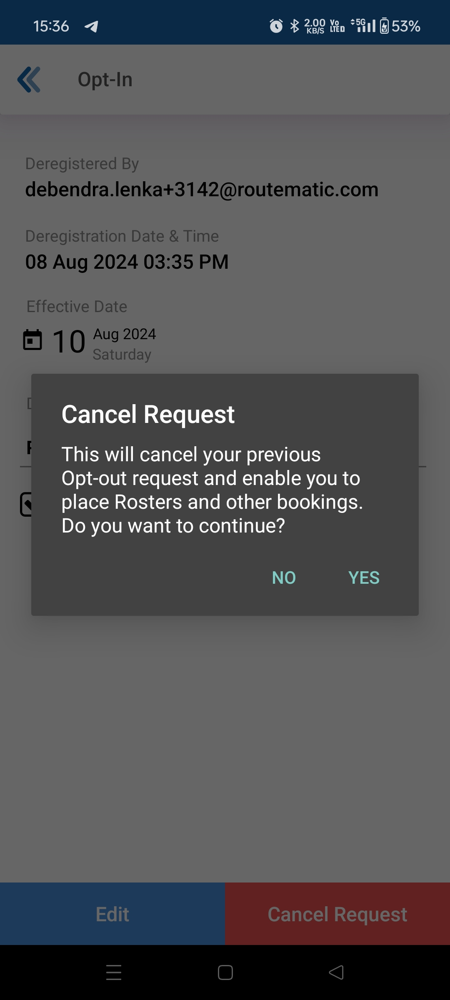 15:36
2.00
KB/S
Vo
LTE D
5G
53%
Opt-In
Deregistered By
debendra.lenka+3142@routematic.com
Deregistration Date & Time
08 Aug 2024 03:35 PM
Effective Date
10
Aug 2024
Saturday
Cancel Request
This will cancel your previous
Opt-out request and enable you to
place Rosters and other bookings.
Do you want to continue?
NO
YES
Edit
Cancel Request